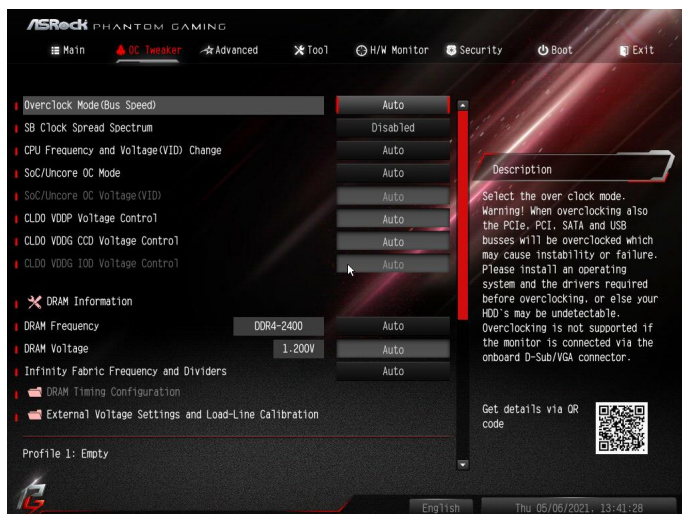 ASRock PHANTOM GAMING
Main OC Tweaker Advanced Tool H/W Monitor Security Boot Exit
Overclock Mode(Bus Speed) Auto
SB Clock Spread Spectrum Disabled
CPU Frequency and Voltage(VID) Change Auto
SoC/Uncore OC Mode Auto
SoC/Uncore OC Voltage(VID) Auto
CLDO VDDP Voltage Control Auto
CLDO VDDG CCD Voltage Control Auto
CLDO VDDG IOD Voltage Control Auto
DRAM Information
DRAM Frequency DDR4-2400 Auto
DRAM Voltage 1.200V Auto
Infinity Fabric Frequency and Dividers Auto
DRAM Timing Configuration
External Voltage Settings and Load-Line Calibration
Profile 1: Empty
Description
Select the over clock mode.
Warning! When overclocking also
the PCIe, PCI, SATA and USB
busses will be overclocked which
may cause instability or failure.
Please install an operating
system and the drivers required
before overclocking, or else your
HDD`s may be undetectable.
Overclocking is not supported if
the monitor is connected via the
onboard D-Sub/VGA connector.
Get details via QR
code
English Thu 05/06/2021, 13:41:28